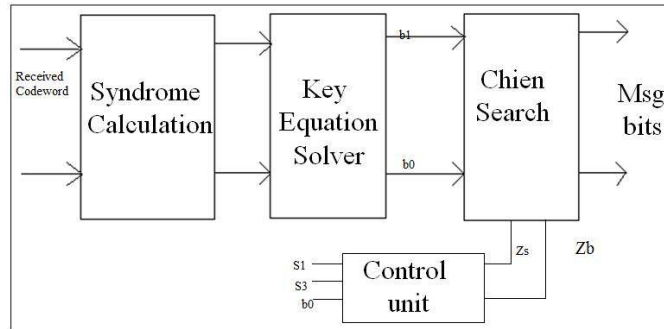 Received
Codeword
Syndrome
Calculation
Key
Equation
Solver
b1
b0
Chien
Search
Msg
bits
Zs
Zb
S1
S3
b0
Control
unit